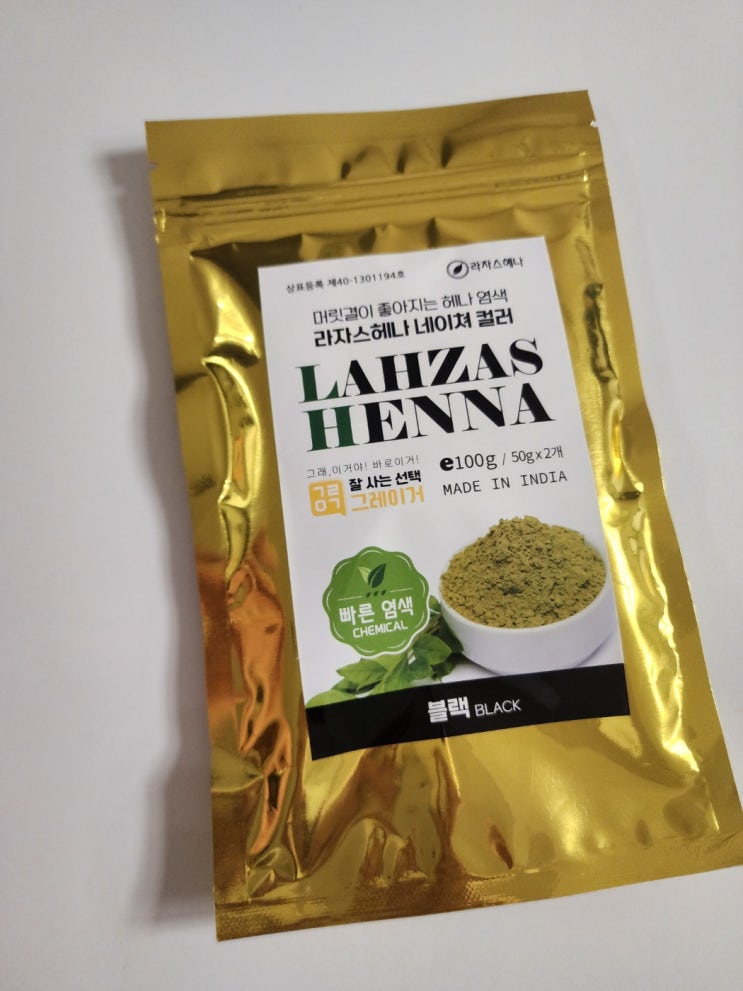 상표등록 제40-1301194호
라자스헤나
머릿결이 좋아지는 헤나 염색
라자스헤나 네이쳐 컬러
LAHZAS
HENNA
그래,이거야! 바로이거!
잘 사는 선택
그레이거
e100g / 50gx2개
MADE IN INDIA
빠른 염색
CHEMICAL
블랙 BLACK